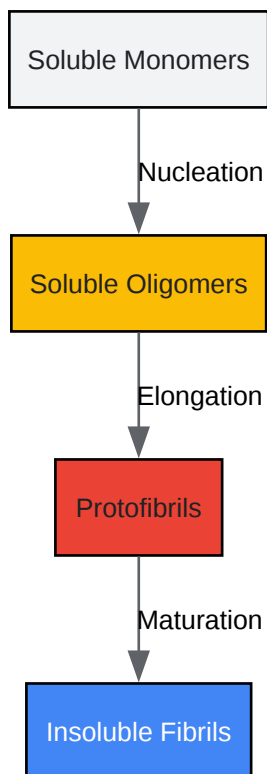 Soluble Monomers
Nucleation
Soluble Oligomers
Elongation
Protofibrils
Maturation
Insoluble Fibrils